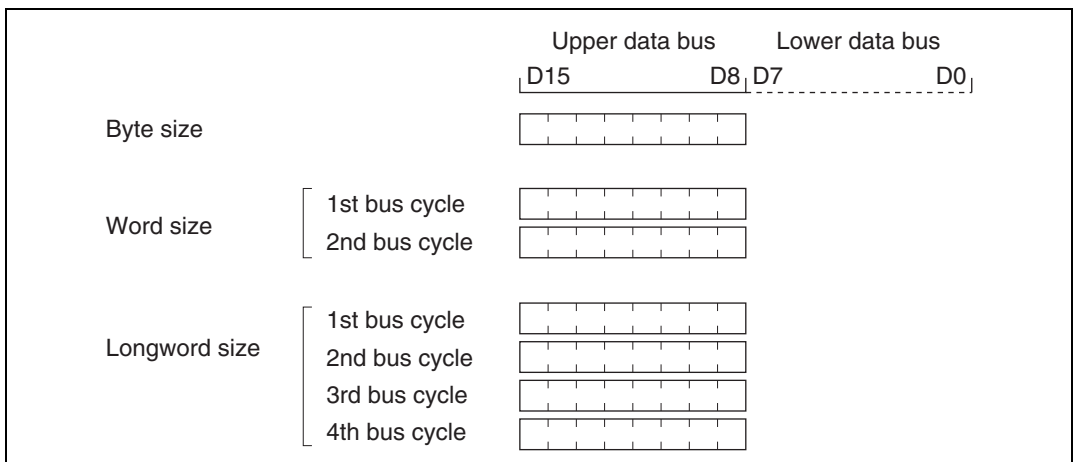 Upper data bus Lower data bus
D15 D8 D7 D0
Byte size
Word size
1st bus cycle
2nd bus cycle
Longword size
1st bus cycle
2nd bus cycle
3rd bus cycle
4th bus cycle